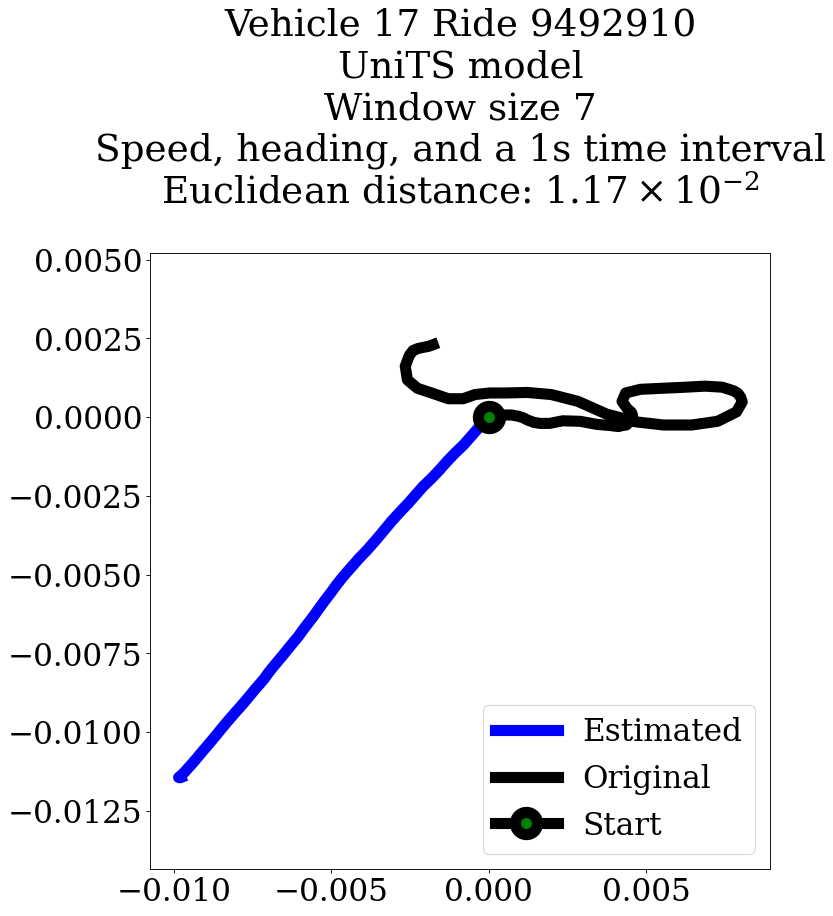 Vehicle 17 Ride 9492910
UniTS model
Window size 7
Speed, heading, and a 1s time interval
Euclidean distance: 1.17 × 10⁻²
0.0050
0.0025
0.0000
−0.0025
−0.0050
−0.0075
−0.0100
−0.0125
Estimated
Original
Start
−0.010 −0.005 0.000 0.005